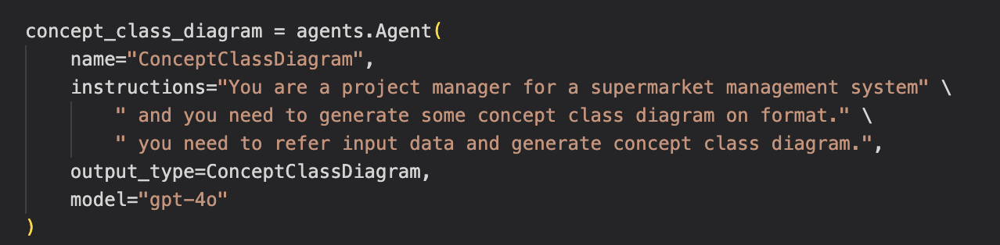 concept_class_diagram = agents.Agent(
    name="ConceptClassDiagram",
    instructions="You are a project manager for a supermarket management system" \
        " and you need to generate some concept class diagram on format." \
        " you need to refer input data and generate concept class diagram.",
    output_type=ConceptClassDiagram,
    model="gpt-4o"
)